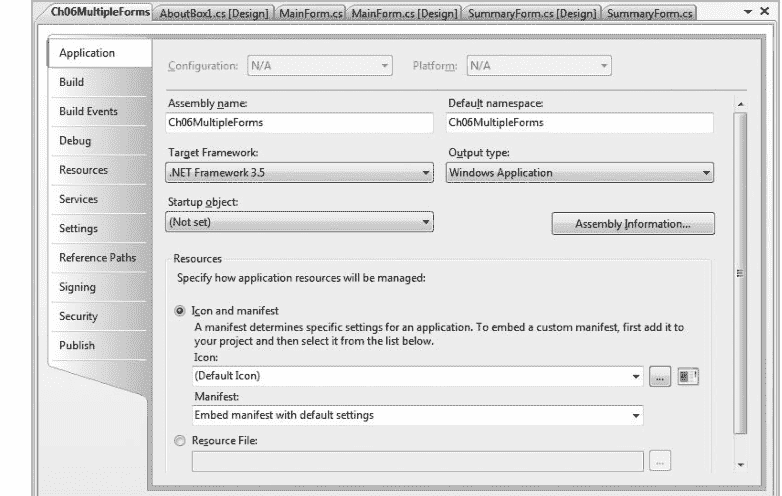 Ch06MultipleForms AboutBox1.cs [Design] MainForm.cs MainForm.cs [Design] SummaryForm.cs [Design] SummaryForm.cs
Application
Configuration: N/A Platform: N/A
Build
Assembly name: Default namespace:
Build Events
Ch06MultipleForms Ch06MultipleForms
Debug
Target Framework: Output type:
Resources
.NET Framework 3.5 Windows Application
Services
Startup object:
Settings
(Not set) Assembly Information...
Reference Paths
Resources
Specify how application resources will be managed:
Signing
Icon and manifest
Security
A manifest determines specific settings for an application. To embed a custom manifest, first add it to
your project and then select it from the list below.
Publish
Icon:
(Default Icon) ...
Manifest:
Embed manifest with default settings
Resource File:
...